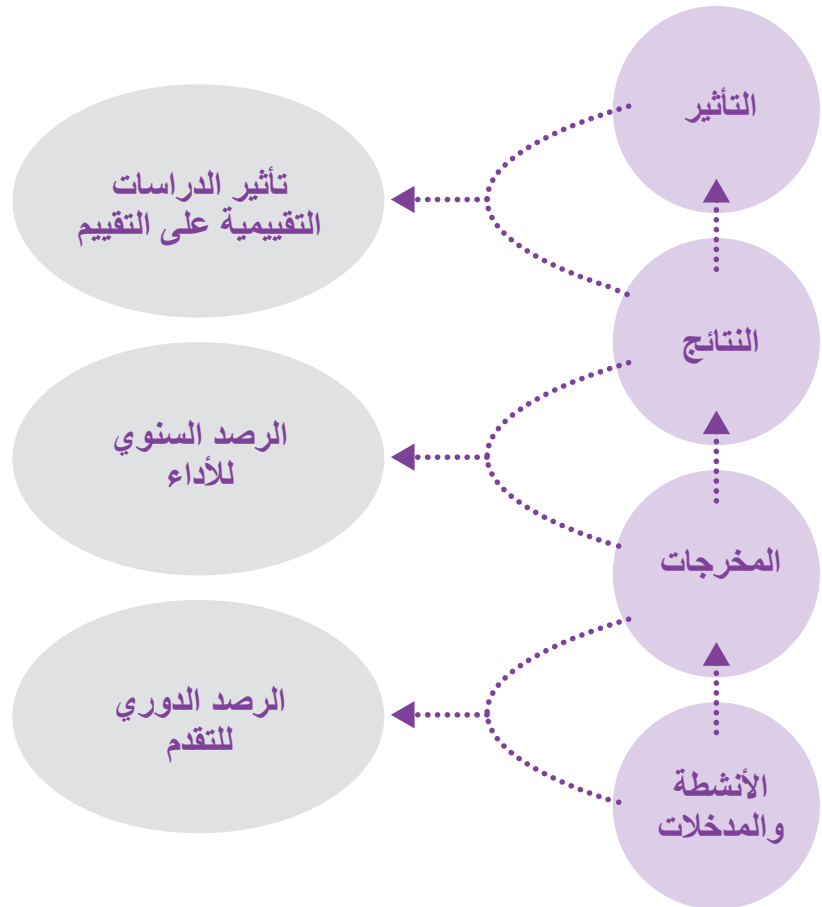 التأثير
تأثير الدراسات
التقييمية على التقييم
النتائج
الرصد السنوي
للأداء
المخرجات
الرصد الدوري
للتقدم
الأنشطة
والمدخلات